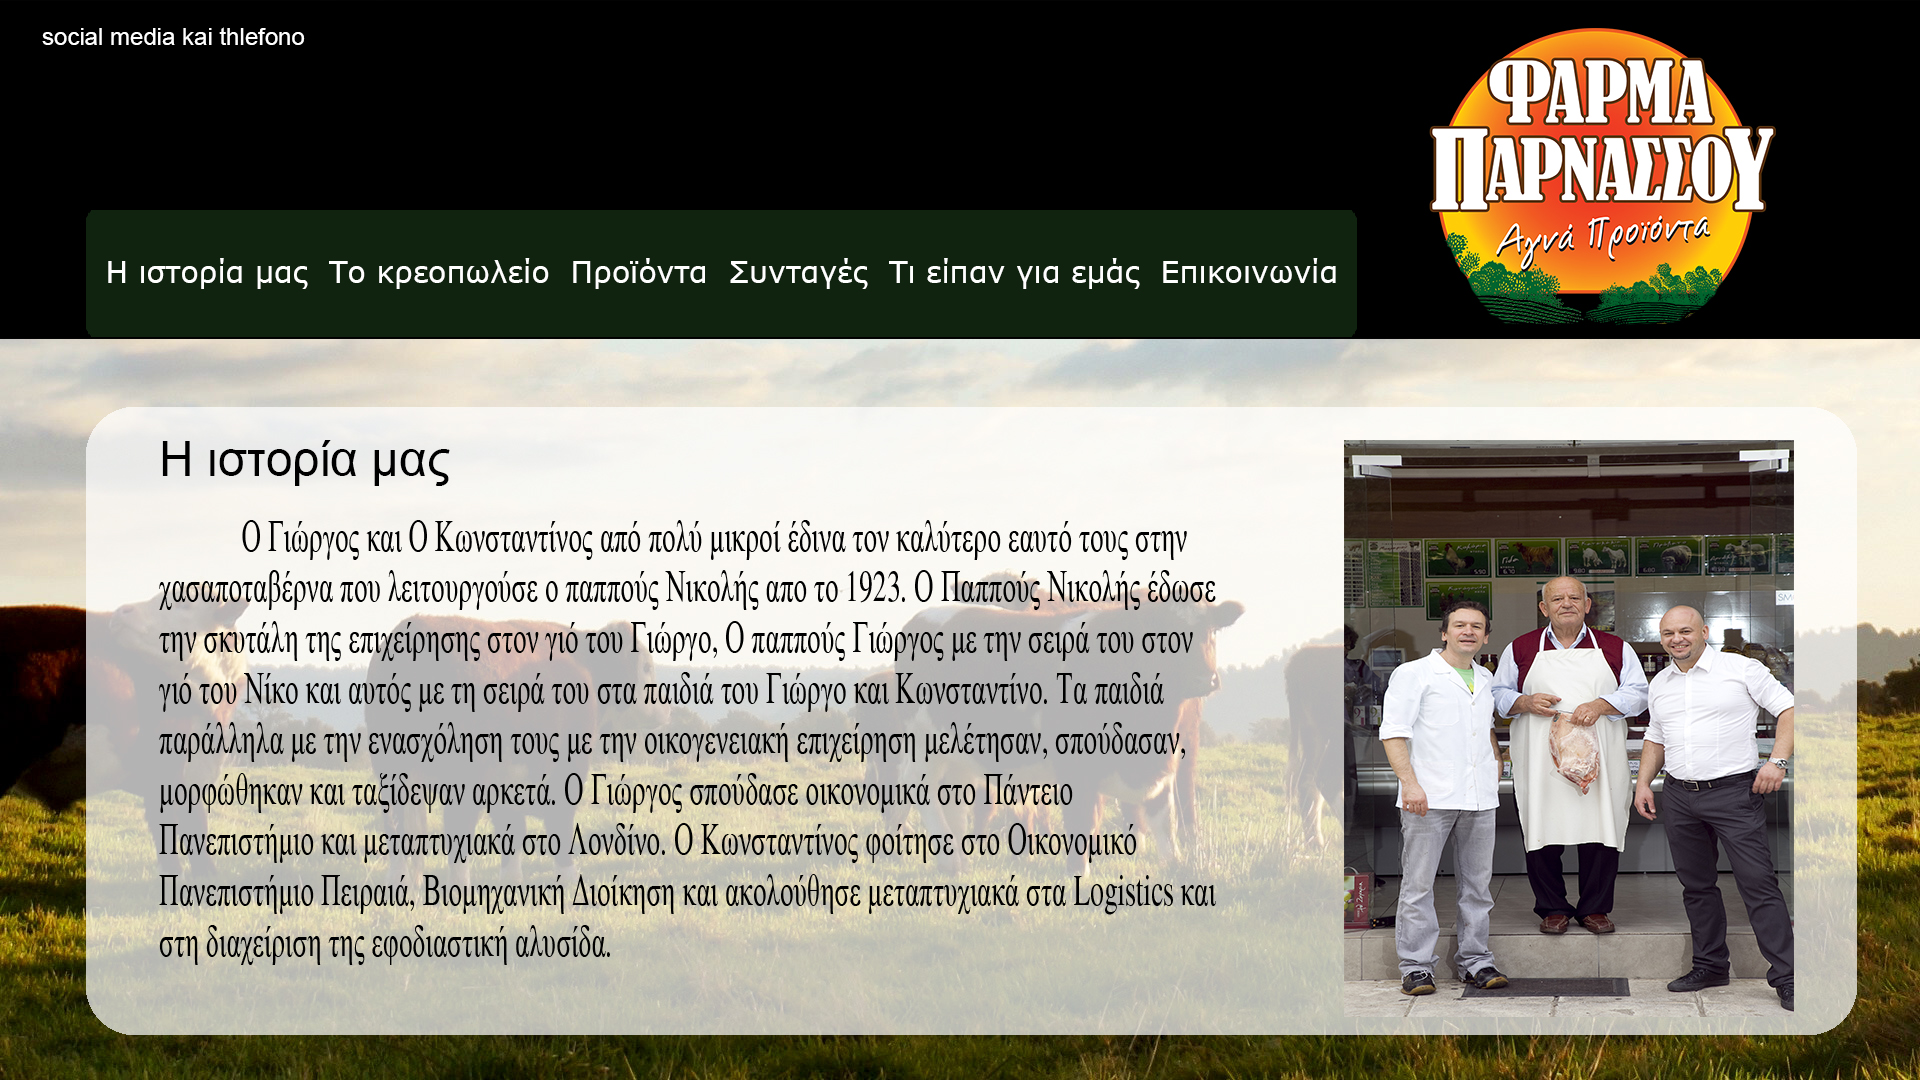 social media kai thlefono
ΦΑΡΜΑ
ΠΑΡΝΑΣΣΟΥ
Αγνά Προϊόντα
Η ιστορία μας Το κρεοπωλείο Προϊόντα Συνταγές Τι είπαν για εμάς Επικοινωνία
Η ιστορία μας
Ο Γιώργος και Ο Κωνσταντίνος από πολύ μικροί έδινα τον καλύτερο εαυτό τους στην
χασαποταβέρνα που λειτουργούσε ο παππούς Νικολής απο το 1923. Ο Παππούς Νικολής έδωσε
την σκυτάλη της επιχείρησης στον γιό του Γιώργο, Ο παππούς Γιώργος με την σειρά του στον
γιό του Νίκο και αυτός με τη σειρά του στα παιδιά του Γιώργο και Κωνσταντίνο. Τα παιδιά
παράλληλα με την ενασχόληση τους με την οικογενειακή επιχείρηση μελέτησαν, σπούδασαν,
μορφώθηκαν και ταξίδεψαν αρκετά. Ο Γιώργος σπούδασε οικονομικά στο Πάντειο
Πανεπιστήμιο και μεταπτυχιακά στο Λονδίνο. Ο Κωνσταντίνος φοίτησε στο Οικονομικό
Πανεπιστήμιο Πειραιά, Βιομηχανική Διοίκηση και ακολούθησε μεταπτυχιακά στα Logistics και
στη διαχείριση της εφοδιαστική αλυσίδα.